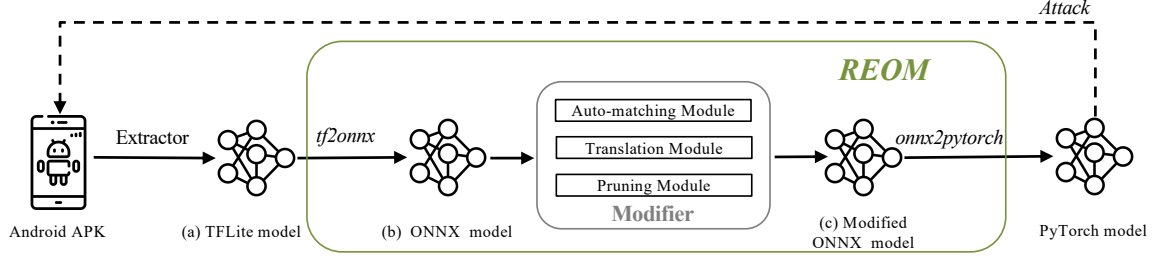 Attack
REOM
Extractor
tf2onnx
Auto-matching Module
Translation Module
Pruning Module
Modifier
onnx2pytorch
Android APK
(a) TFLite model
(b) ONNX model
(c) Modified
ONNX model
PyTorch model